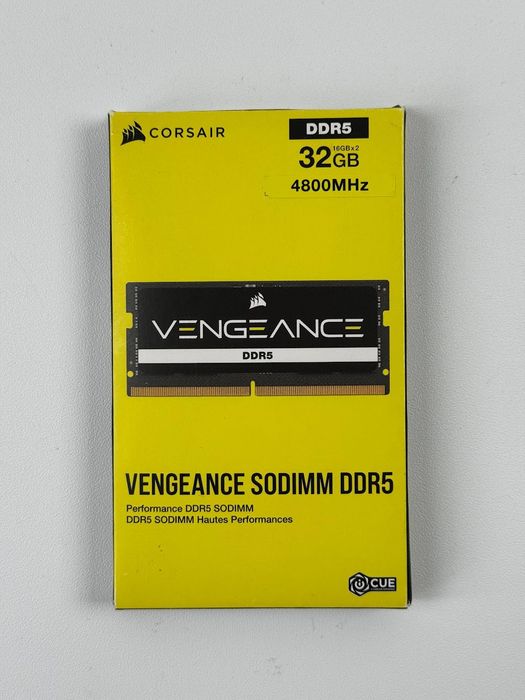 CORSAIR
DDR5
32GB 16GBx2
4800MHz
VENGEANCE
DDR5
VENGEANCE SODIMM DDR5
Performance DDR5 SODIMM
DDR5 SODIMM Hautes Performances
CUE